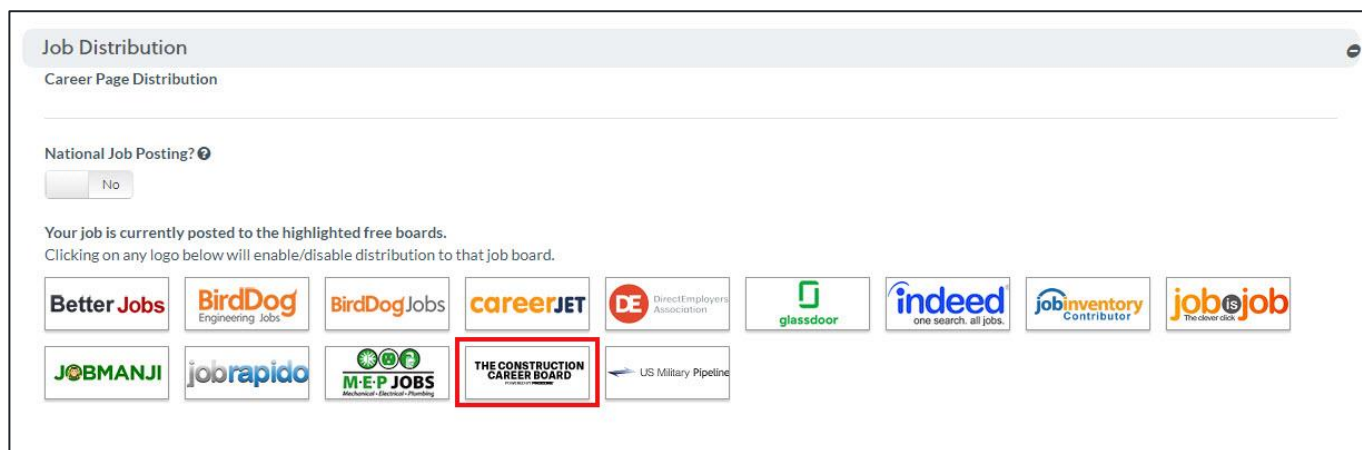 Job Distribution
Career Page Distribution
National Job Posting?
No
Your job is currently posted to the highlighted free boards.
Clicking on any logo below will enable/disable distribution to that job board.
Better Jobs
BirdDog
Engineering Jobs
BirdDogJobs
careerJET
DE
DirectEmployers
Association
glassdoor
indeed
one search. all jobs.
jobinventory
Contributor
jobisjob
The clever click
JOBMANJI
jobrapido
M·E·P JOBS
Mechanical · Electrical · Plumbing
THE CONSTRUCTION
CAREER BOARD
POWERED BY PROCORE
US Military Pipeline